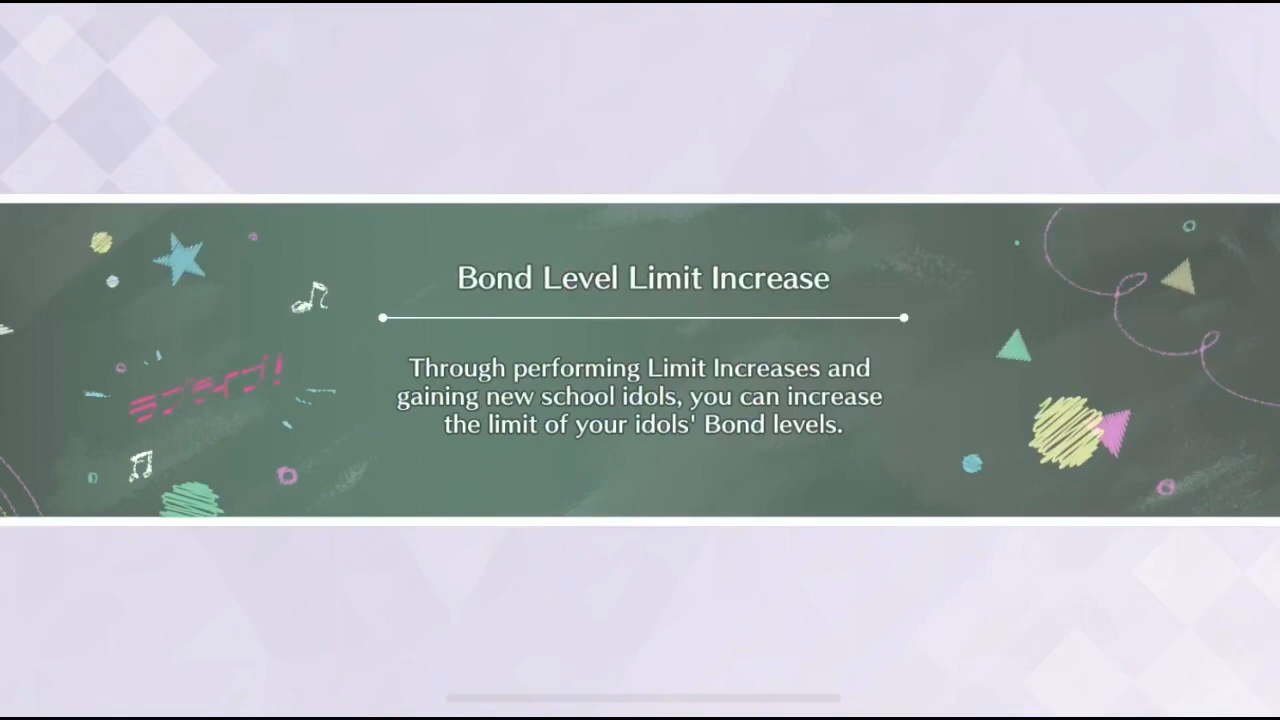 Bond Level Limit Increase
Through performing Limit Increases and
gaining new school idols, you can increase
the limit of your idols' Bond levels.